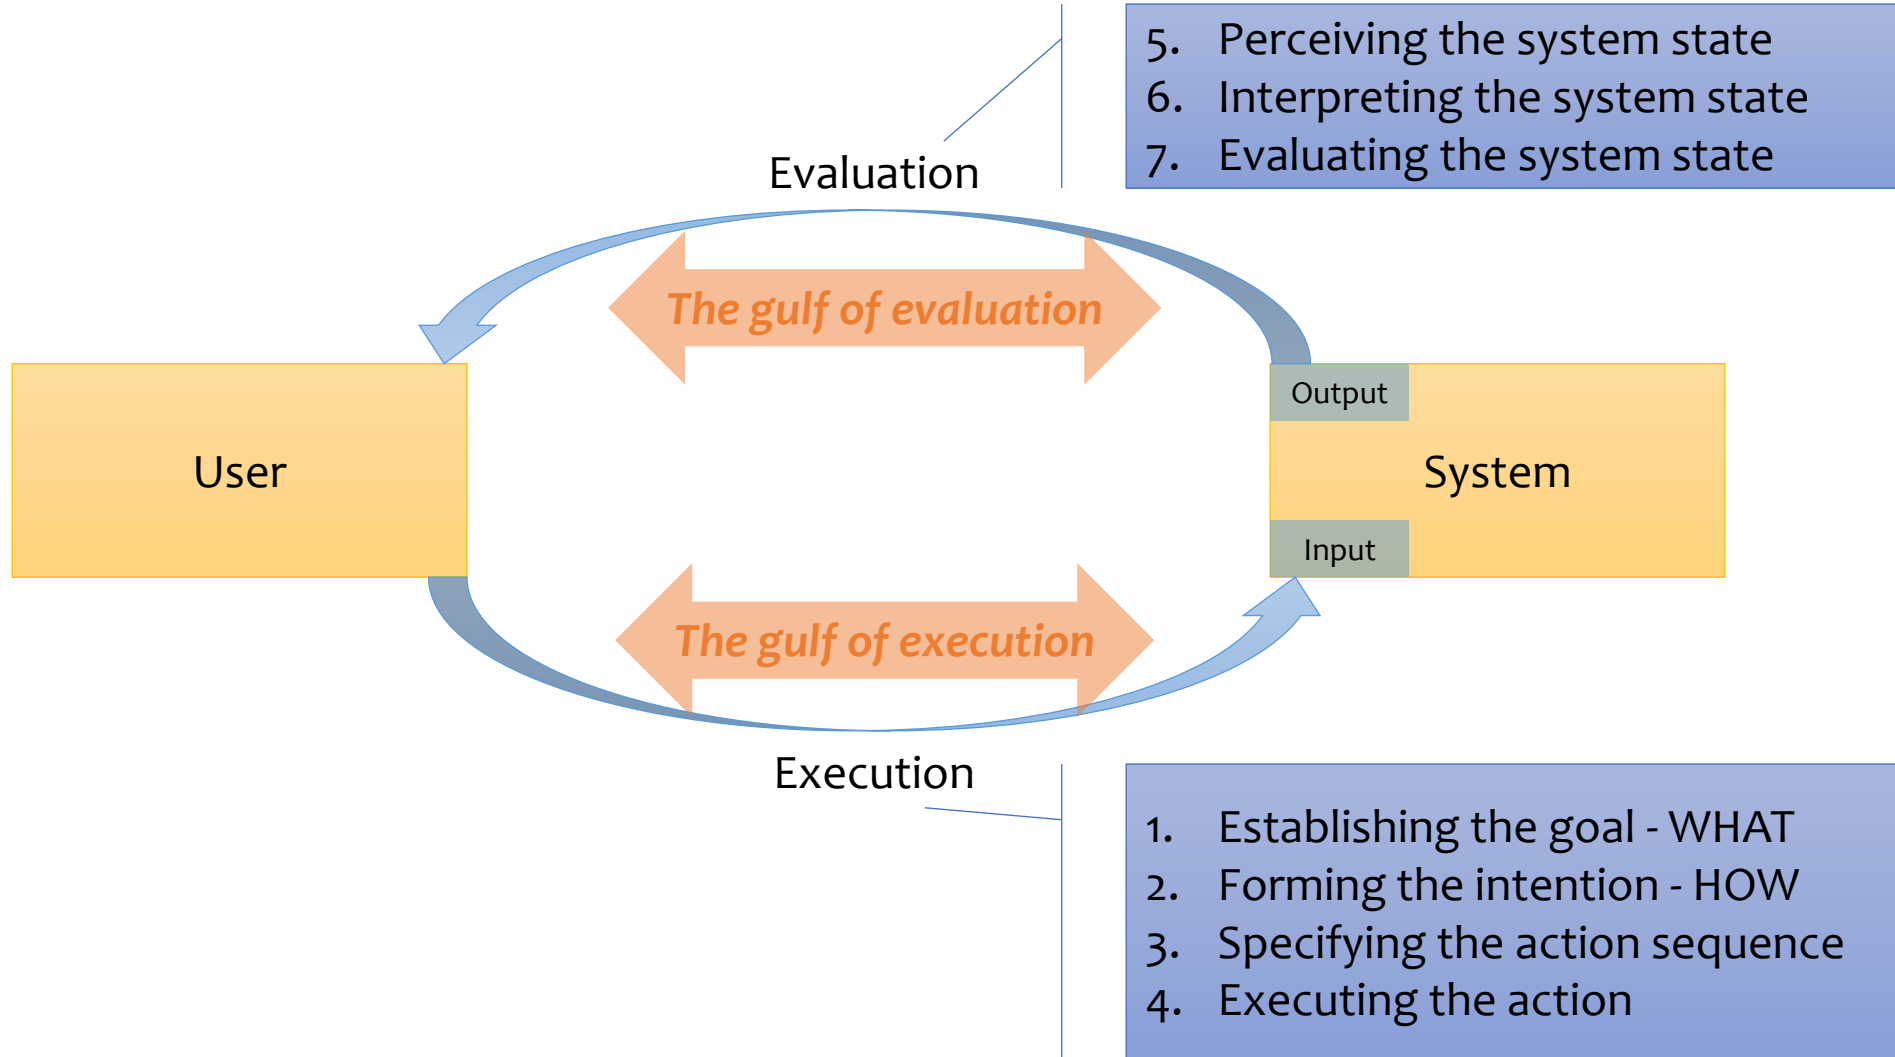 5. Perceiving the system state
6. Interpreting the system state
7. Evaluating the system state
Evaluation
The gulf of evaluation
Output
User
System
Input
The gulf of execution
Execution
1. Establishing the goal - WHAT
2. Forming the intention - HOW
3. Specifying the action sequence
4. Executing the action